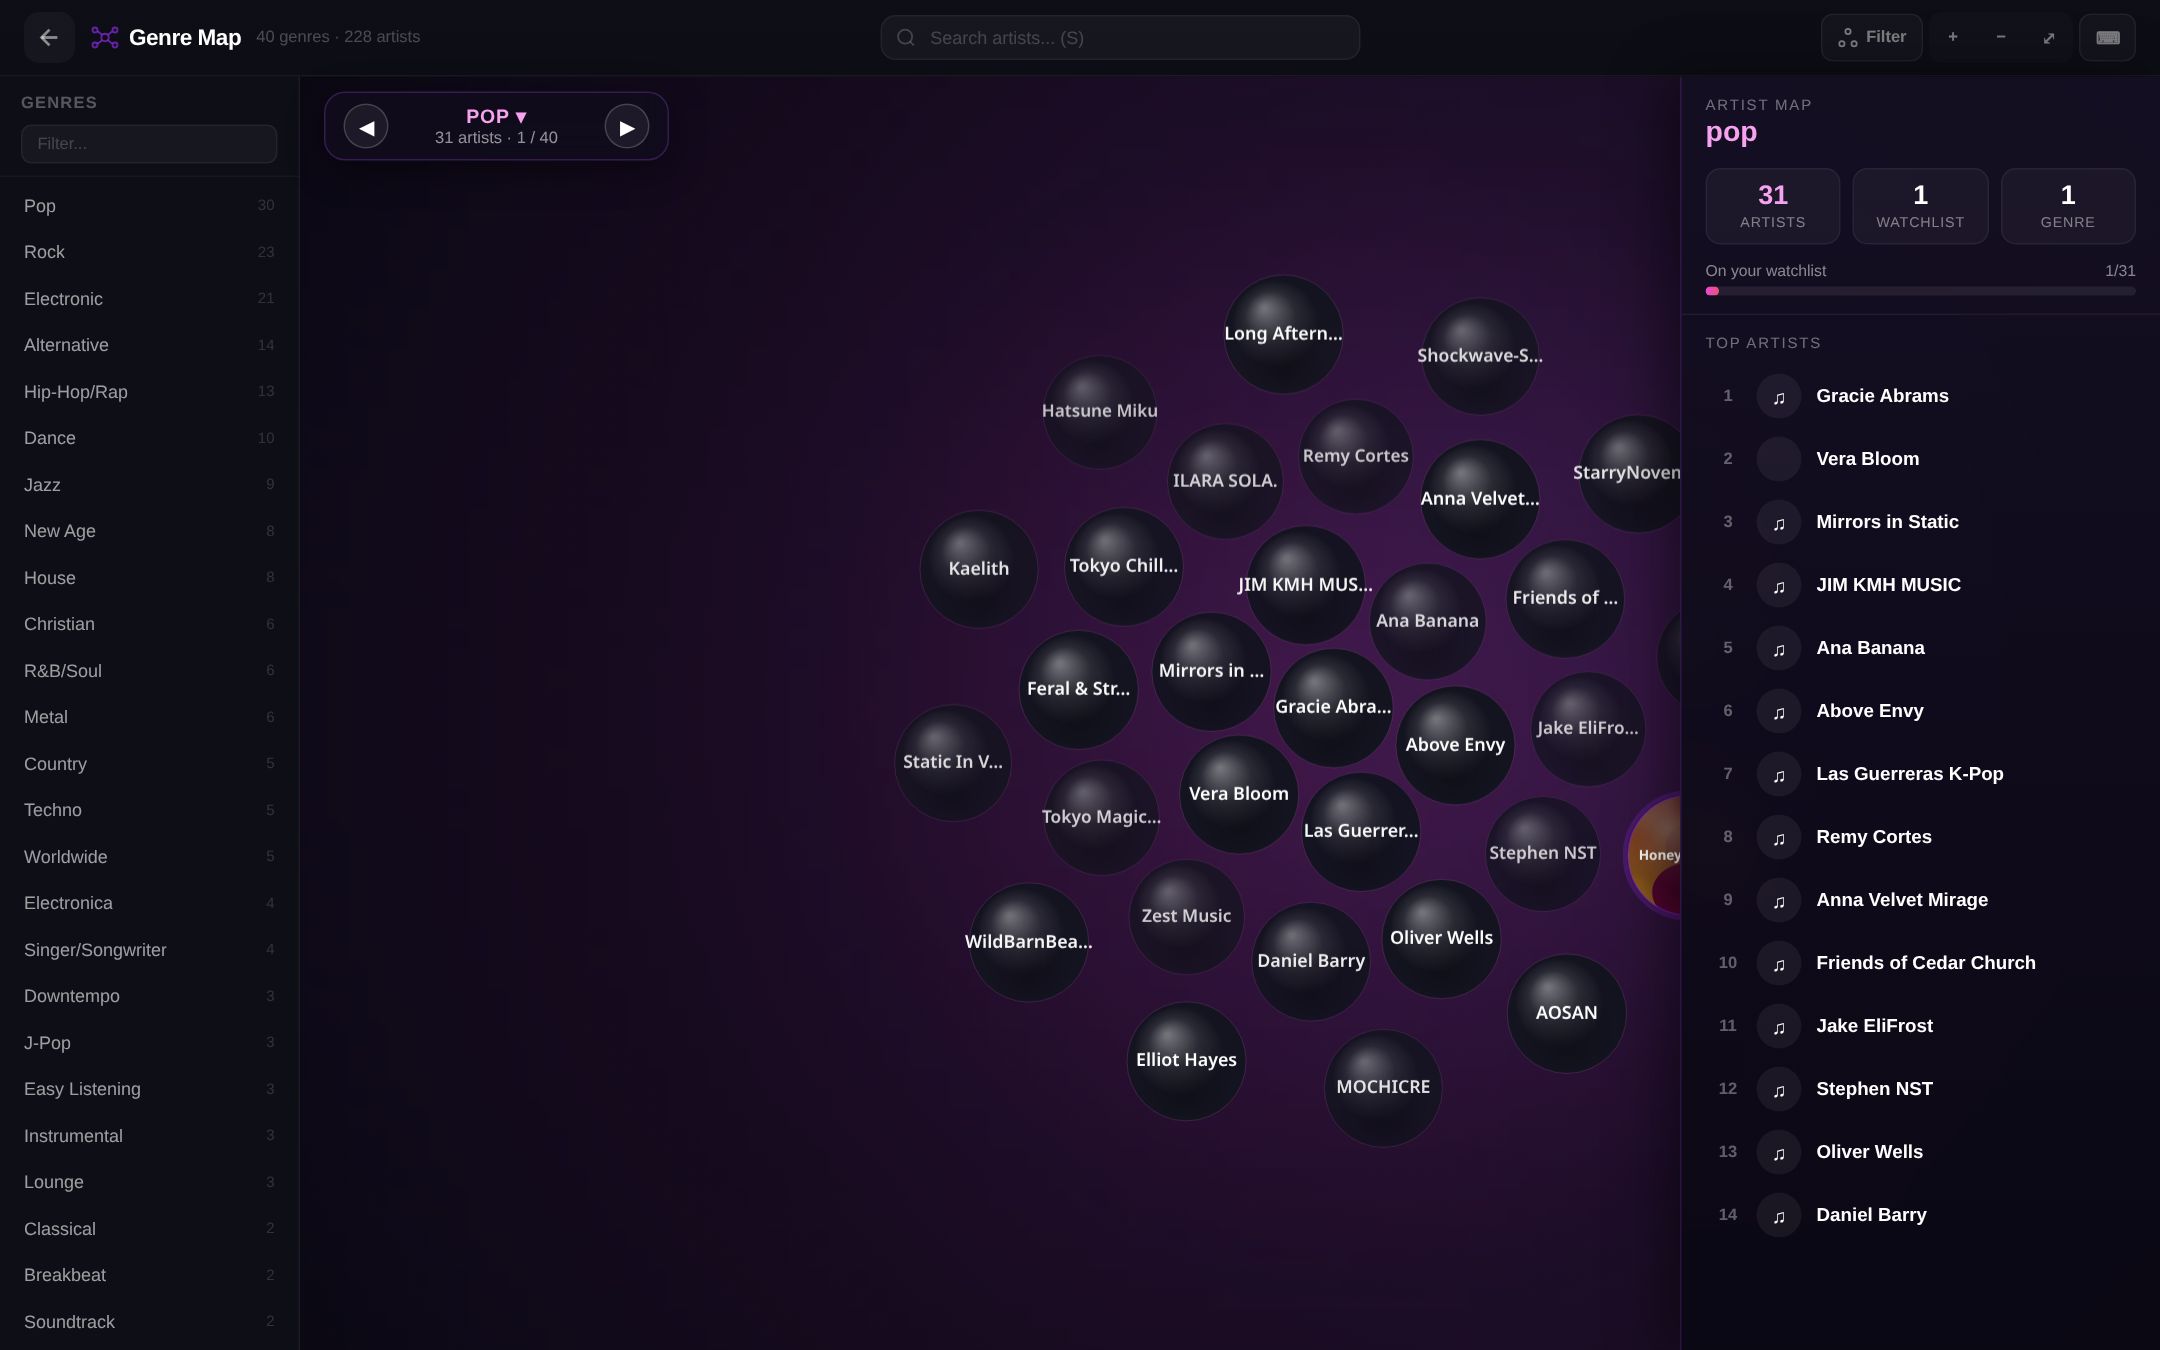 Genre Map 40 genres · 228 artists
Search artists... (S)
Filter + −
GENRES
Filter...
Pop 30
Rock 23
Electronic 21
Alternative 14
Hip-Hop/Rap 13
Dance 10
Jazz 9
New Age 8
House 8
Christian 6
R&B/Soul 6
Metal 6
Country 5
Techno 5
Worldwide 5
Electronica 4
Singer/Songwriter 4
Downtempo 3
J-Pop 3
Easy Listening 3
Instrumental 3
Lounge 3
Classical 2
Breakbeat 2
Soundtrack 2
POP ▾
31 artists · 1 / 40
Long Aftern...
Shockwave-S...
Hatsune Miku
Remy Cortes
ILARA SOLA.
StarryNoven
Anna Velvet...
Kaelith
Tokyo Chill...
JIM KMH MUS...
Friends of ...
Ana Banana
Mirrors in ...
Feral & Str...
Gracie Abra...
Jake EliFro...
Above Envy
Static In V...
Vera Bloom
Tokyo Magic...
Las Guerrer...
Stephen NST
Honey
Zest Music
WildBarnBea...
Oliver Wells
Daniel Barry
AOSAN
Elliot Hayes
MOCHICRE
ARTIST MAP
pop
31 ARTISTS
1 WATCHLIST
1 GENRE
On your watchlist 1/31
TOP ARTISTS
1 Gracie Abrams
2 Vera Bloom
3 Mirrors in Static
4 JIM KMH MUSIC
5 Ana Banana
6 Above Envy
7 Las Guerreras K-Pop
8 Remy Cortes
9 Anna Velvet Mirage
10 Friends of Cedar Church
11 Jake EliFrost
12 Stephen NST
13 Oliver Wells
14 Daniel Barry